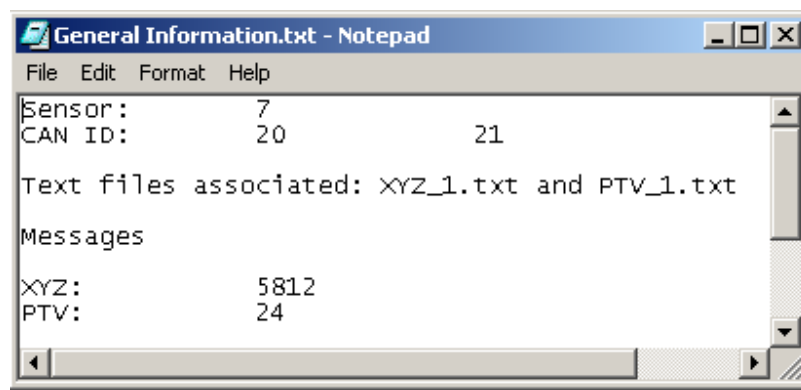 General Information.txt - Notepad
File Edit Format Help
Sensor: 7
CAN ID: 20 21
Text files associated: XYZ_1.txt and PTV_1.txt
Messages
XYZ: 5812
PTV: 24